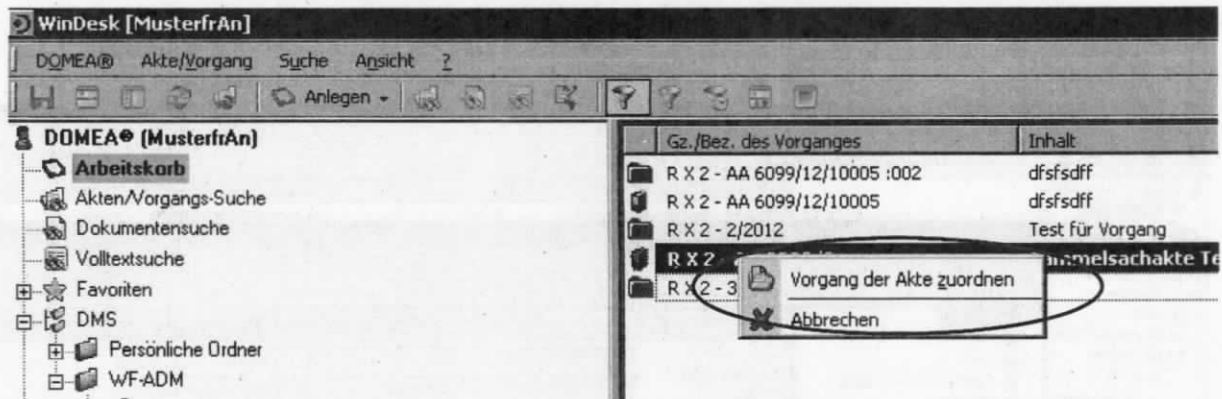 WinDesk [MusterfrAn]
DOMEA® Akte/Vorgang Suche Ansicht ?
Anlegen
DOMEA® (MusterfrAn)
Arbeitskorb
Akten/Vorgangs-Suche
Dokumentensuche
Volltextsuche
Favoriten
DMS
Persönliche Ordner
WF-ADM
Gz./Bez. des Vorganges Inhalt
R X 2 - AA 6099/12/10005 :002 dfsfsdff
R X 2 - AA 6099/12/10005 dfsfsdff
R X 2 - 2/2012 Test für Vorgang
R X 2 ammelsachakte Te
R X 2 - 3
Vorgang der Akte zuordnen
Abbrechen